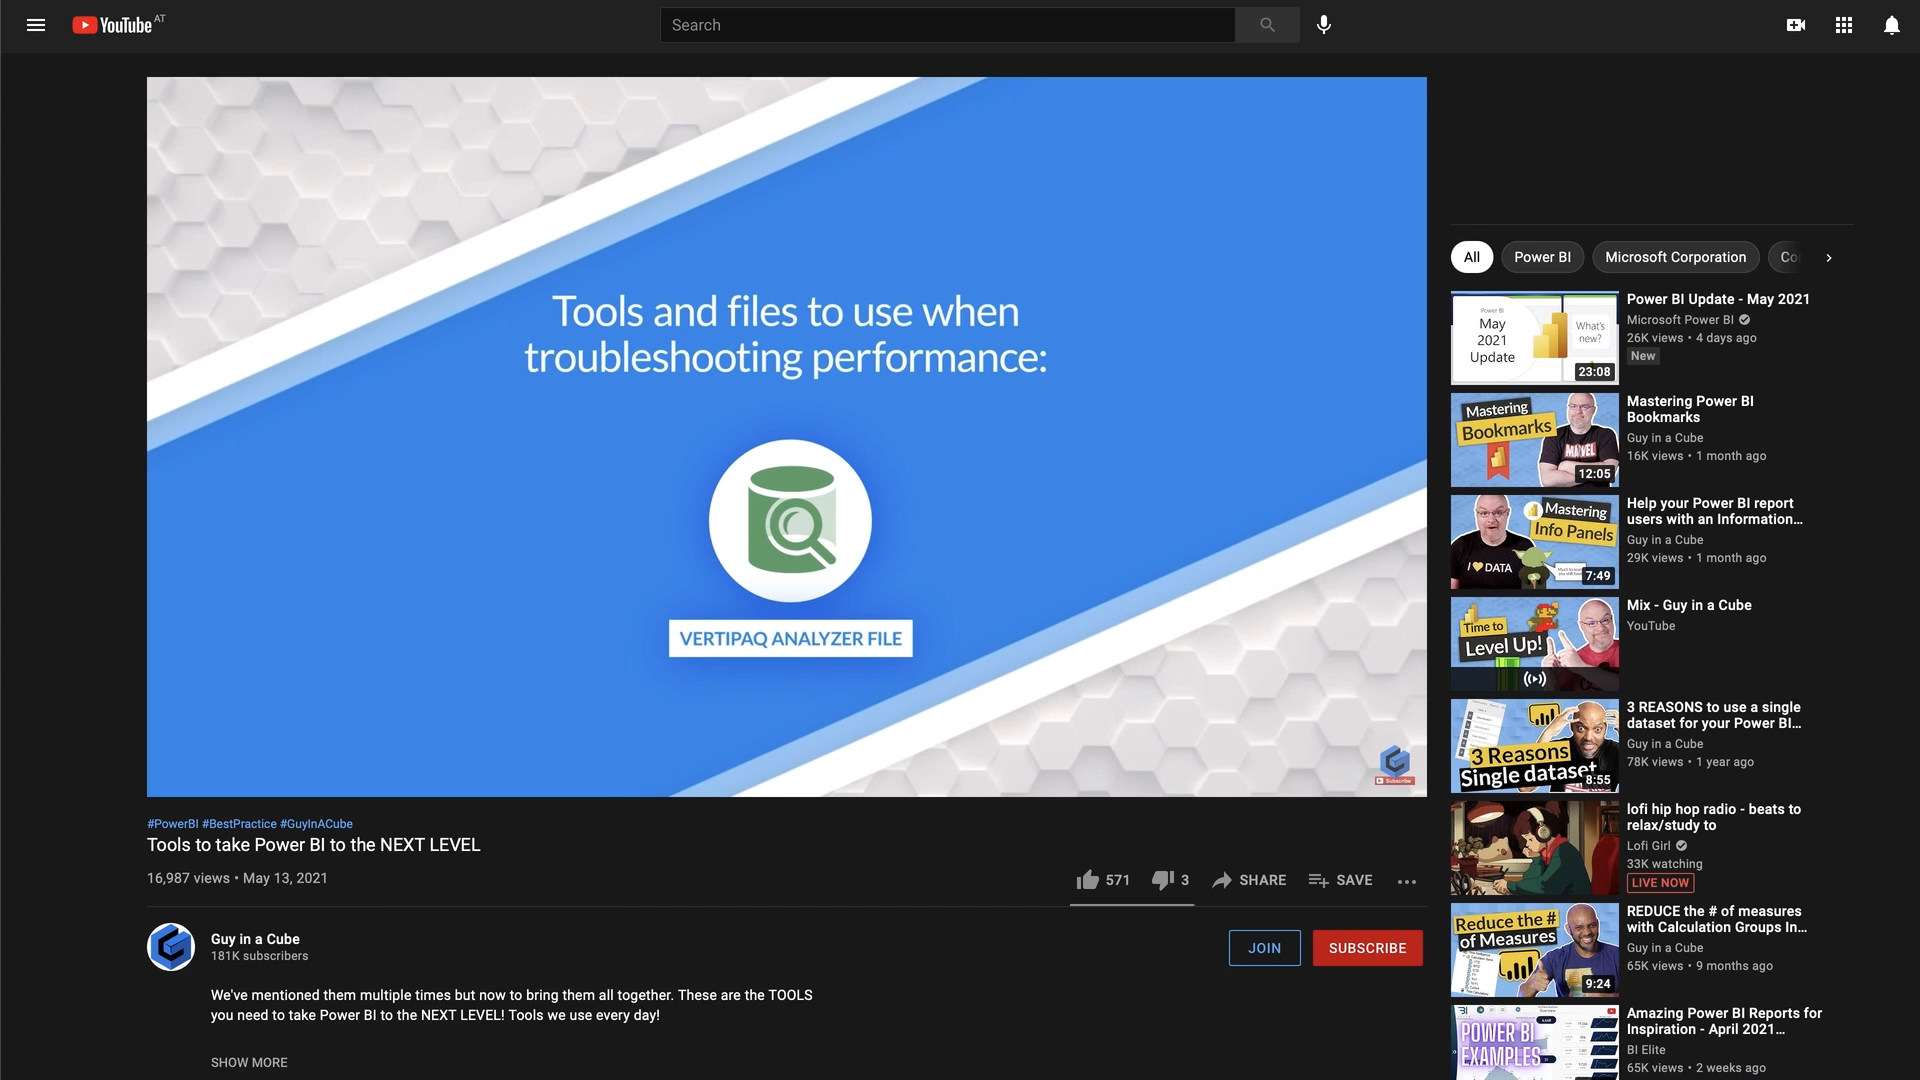 YouTube AT
Search
Tools and files to use when
troubleshooting performance:
VERTIPAQ ANALYZER FILE
Subscribe
#PowerBI #BestPractice #GuyInACube
Tools to take Power BI to the NEXT LEVEL
16,987 views • May 13, 2021
571
3
SHARE
SAVE
Guy in a Cube
181K subscribers
JOIN
SUBSCRIBE
We've mentioned them multiple times but now to bring them all together. These are the TOOLS
you need to take Power BI to the NEXT LEVEL! Tools we use every day!
SHOW MORE
All
Power BI
Microsoft Corporation
Co
Power BI
May
2021
Update
What's
new?
23:08
Power BI Update - May 2021
Microsoft Power BI
26K views • 4 days ago
New
Mastering
Bookmarks
MARVEL
12:05
Mastering Power BI
Bookmarks
Guy in a Cube
16K views • 1 month ago
Mastering
Info Panels
I DATA
7:49
Help your Power BI report
users with an Information...
Guy in a Cube
29K views • 1 month ago
Time to
Level Up!
Mix - Guy in a Cube
YouTube
3 Reasons
Single dataset
8:55
3 REASONS to use a single
dataset for your Power BI...
Guy in a Cube
78K views • 1 year ago
lofi hip hop radio - beats to
relax/study to
Lofi Girl
33K watching
LIVE NOW
Reduce the #
of Measures
9:24
REDUCE the # of measures
with Calculation Groups In...
Guy in a Cube
65K views • 9 months ago
POWER BI
EXAMPLES
Amazing Power BI Reports for
Inspiration - April 2021...
BI Elite
65K views • 2 weeks ago